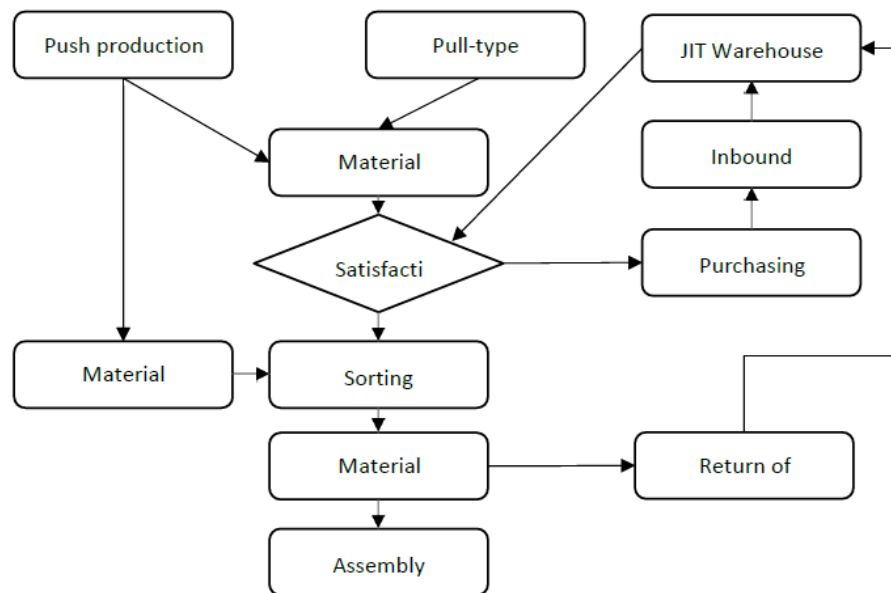 Push production
Pull-type
JIT Warehouse
Material
Inbound
Satisfacti
Purchasing
Material
Sorting
Material
Return of
Assembly